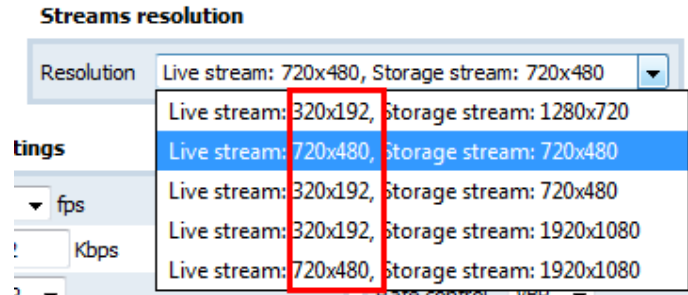 Streams resolution
Resolution Live stream: 720x480, Storage stream: 720x480
Live stream: 320x192, Storage stream: 1280x720
tings Live stream: 720x480, Storage stream: 720x480
fps Live stream: 320x192, Storage stream: 720x480
Live stream: 320x192, Storage stream: 1920x1080
Kbps
Live stream: 720x480, Storage stream: 1920x1080